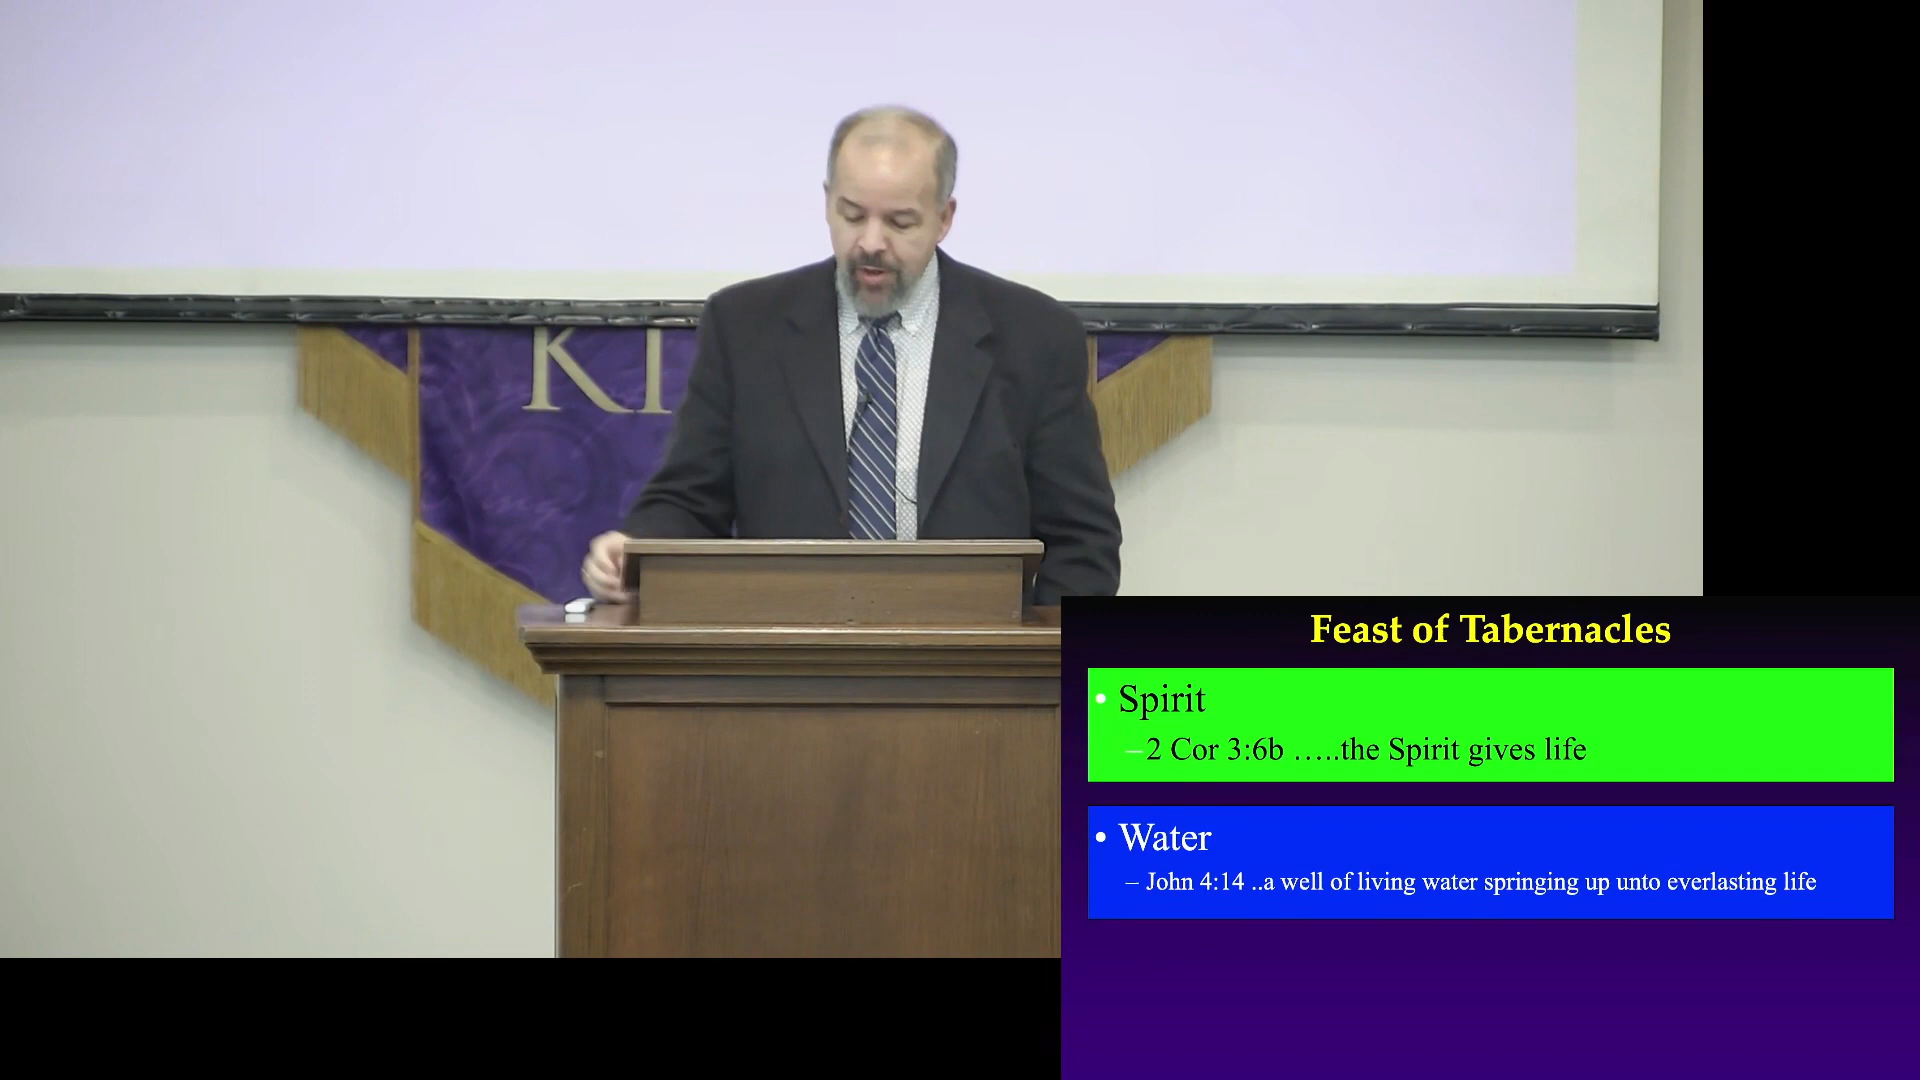 KI
Feast of Tabernacles
• Spirit
–2 Cor 3:6b …..the Spirit gives life
• Water
– John 4:14 ..a well of living water springing up unto everlasting life